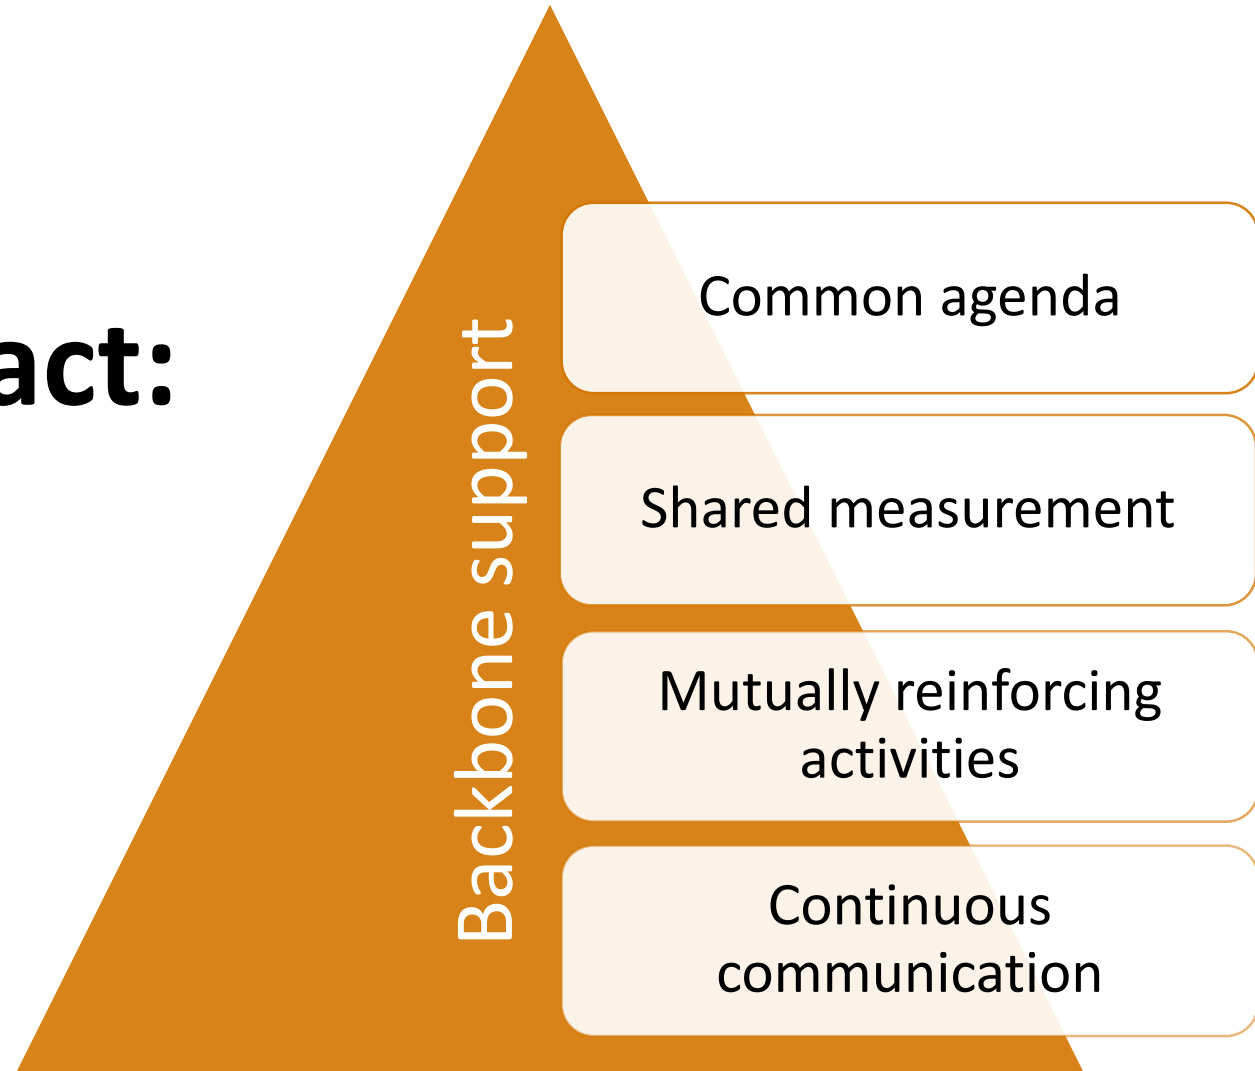 act:
Backbone support
Common agenda
Shared measurement
Mutually reinforcing
activities
Continuous
communication